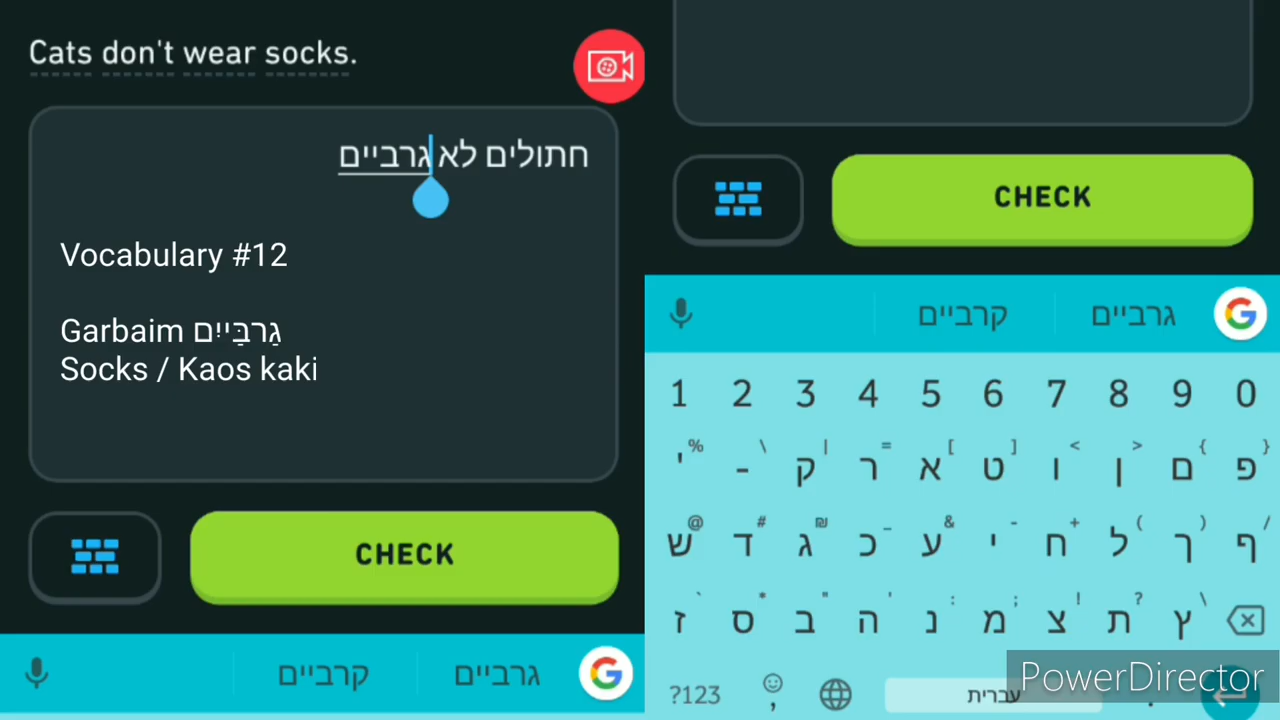 Cats don't wear socks.
חתולים לא גרביים
Vocabulary #12
Garbaim גַרבַּיִים
Socks / Kaos kaki
CHECK
קרביים גרביים
CHECK
קרביים גרביים
1 2 3 4 5 6 7 8 9 0
' % - \ ק | ר = א [ ט ] ו < ן > ם { פ }
ש @ ד # ג ₪ כ _ ע & י - ח + ל ( ך ) ף /
ז ` ס * ב " ה ' נ : מ ; צ ! ת ? ץ \
?123 , עברית .
PowerDirector